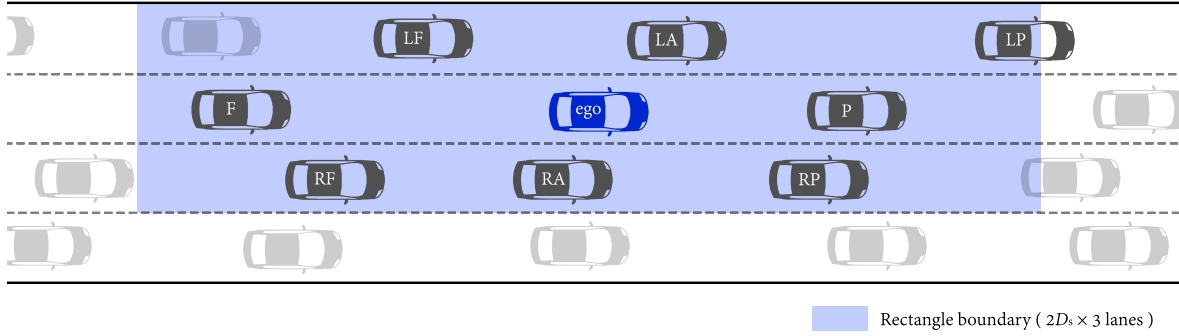 LF LA LP
F ego P
RF RA RP
Rectangle boundary ( 2Dₛ × 3 lanes )